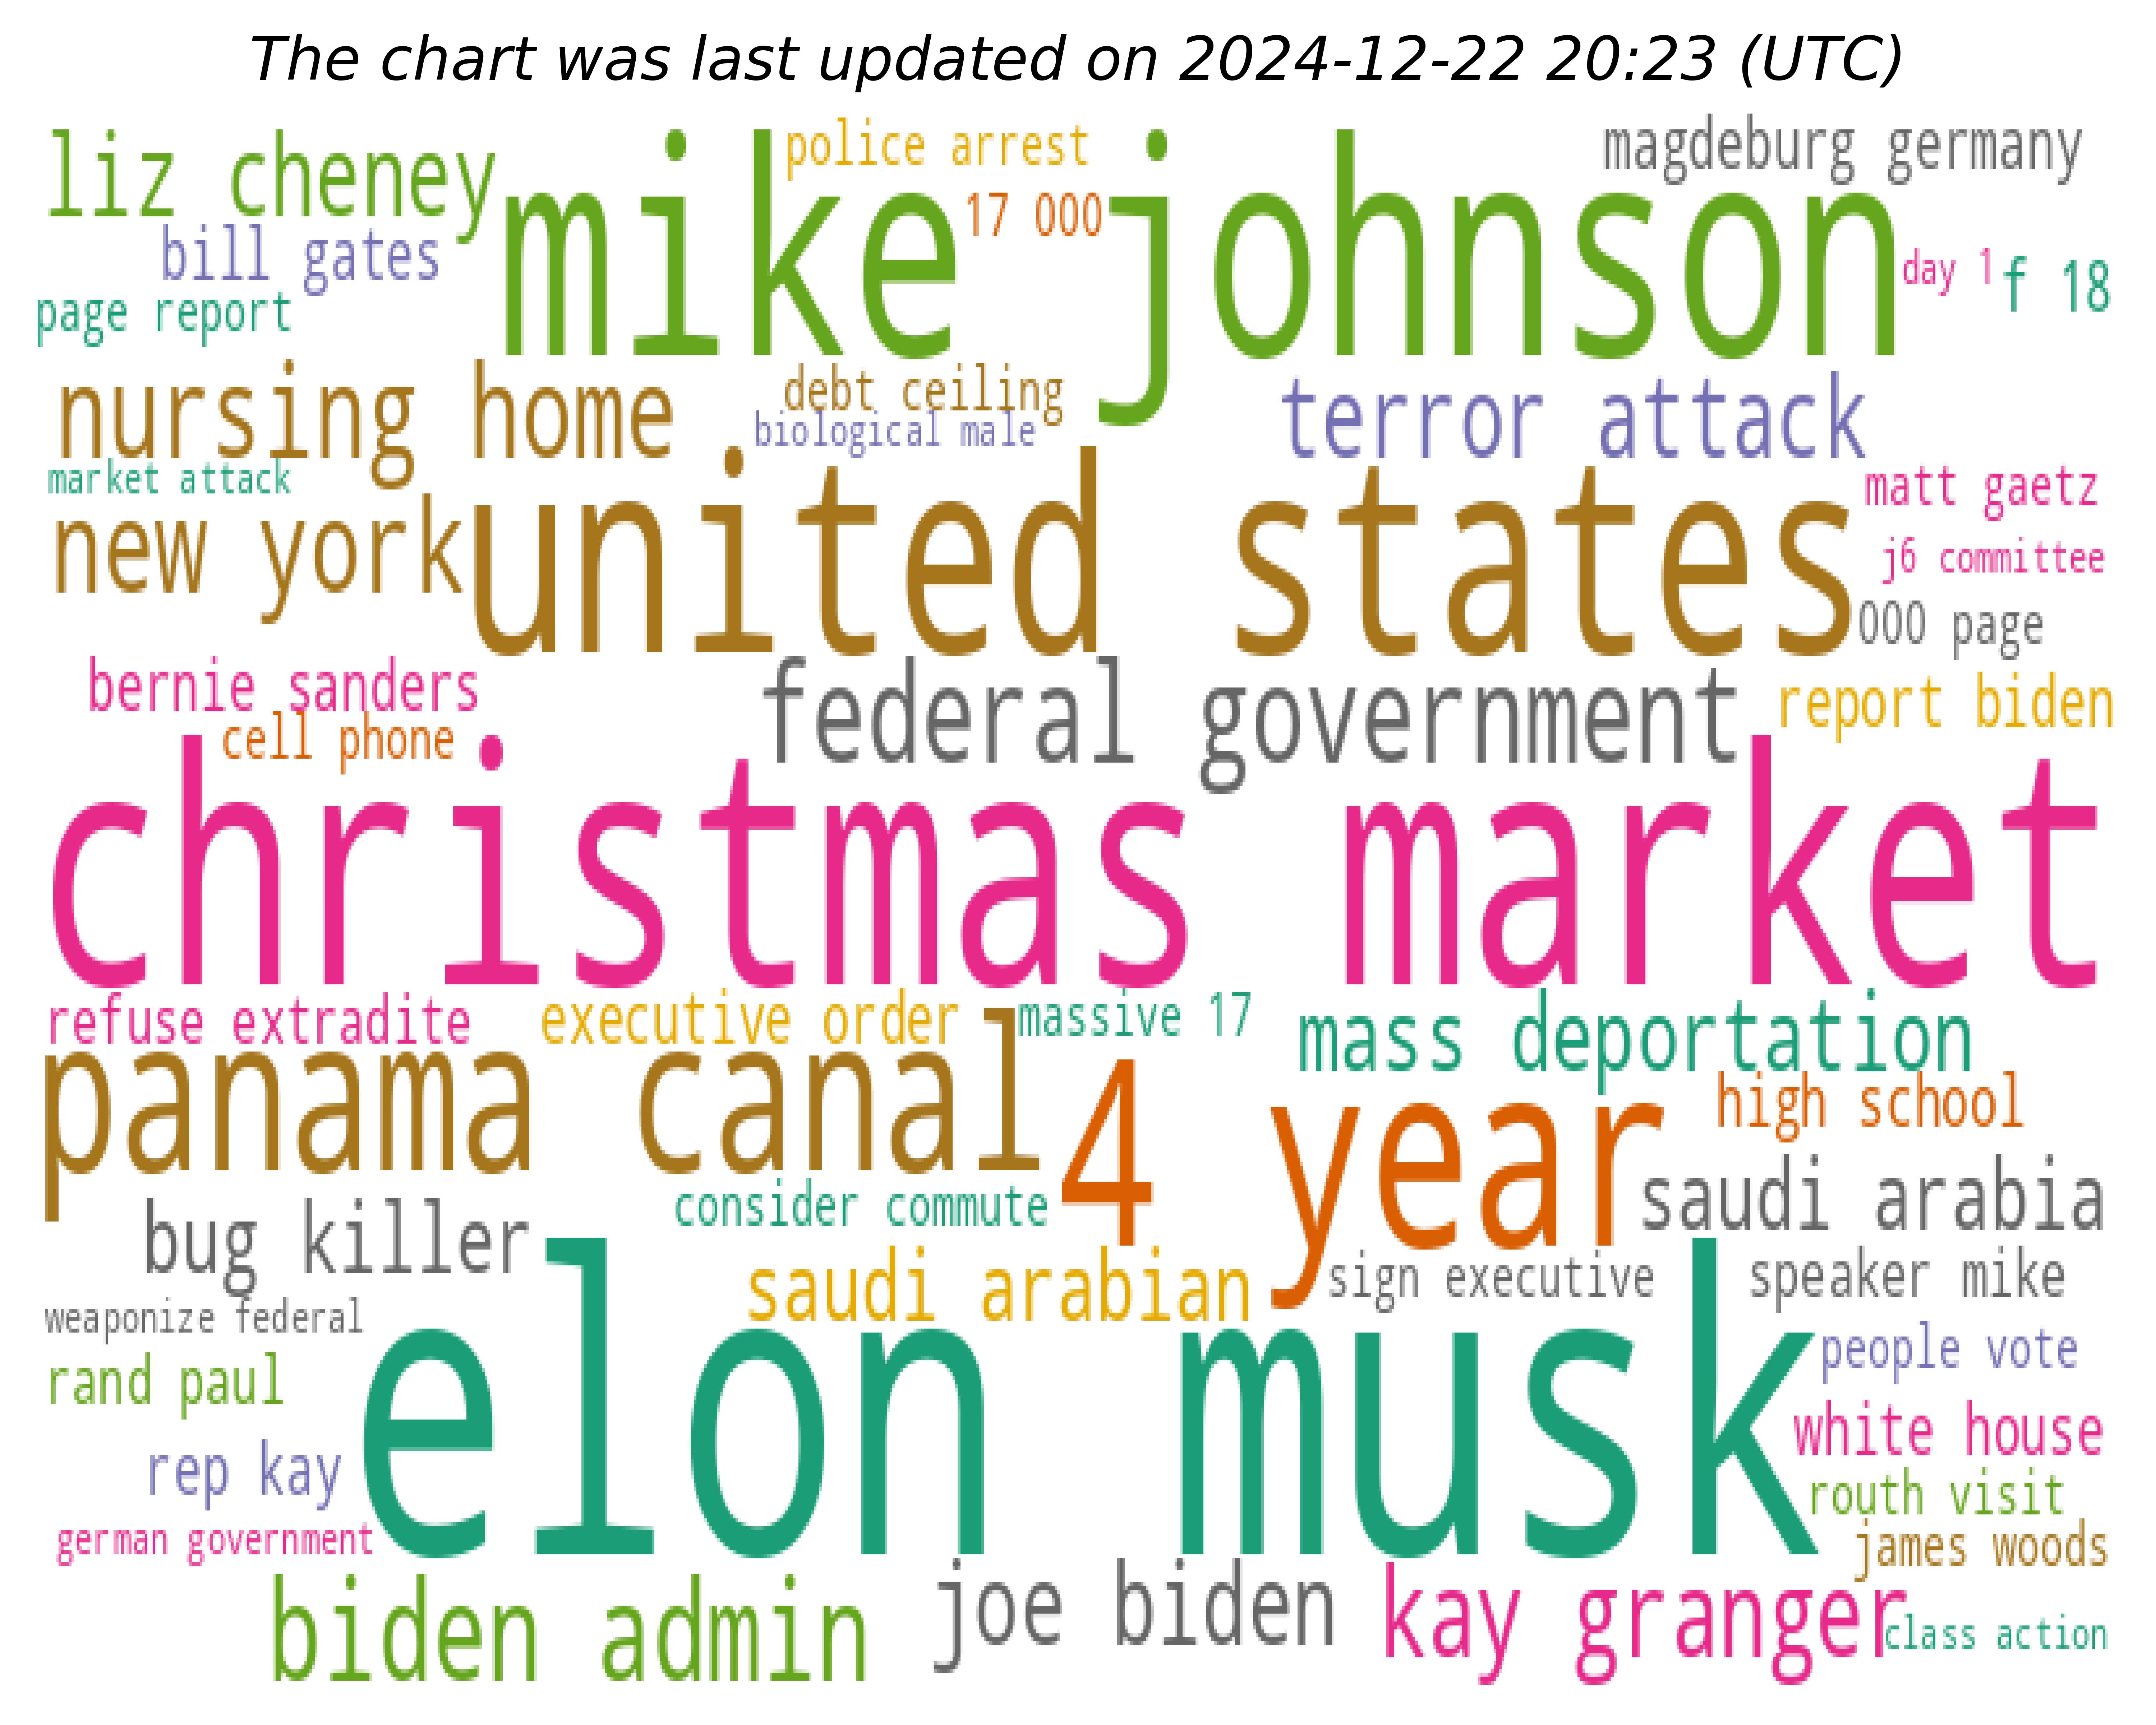 The chart was last updated on 2024-12-22 20:23 (UTC)
liz cheney
mike johnson
police arrest
17 000
magdeburg germany
bill gates
day 1
f 18
page report
nursing home
debt ceiling
biological male
terror attack
market attack
matt gaetz
new york
united states
j6 committee
000 page
bernie sanders
federal government
report biden
cell phone
christmas market
refuse extradite
executive order
massive 17
mass deportation
panama canal
4 year
high school
consider commute
saudi arabia
bug killer
saudi arabian
sign executive
speaker mike
weaponize federal
elon musk
people vote
rand paul
white house
rep kay
routh visit
german government
james woods
biden admin
joe biden
kay granger
class action